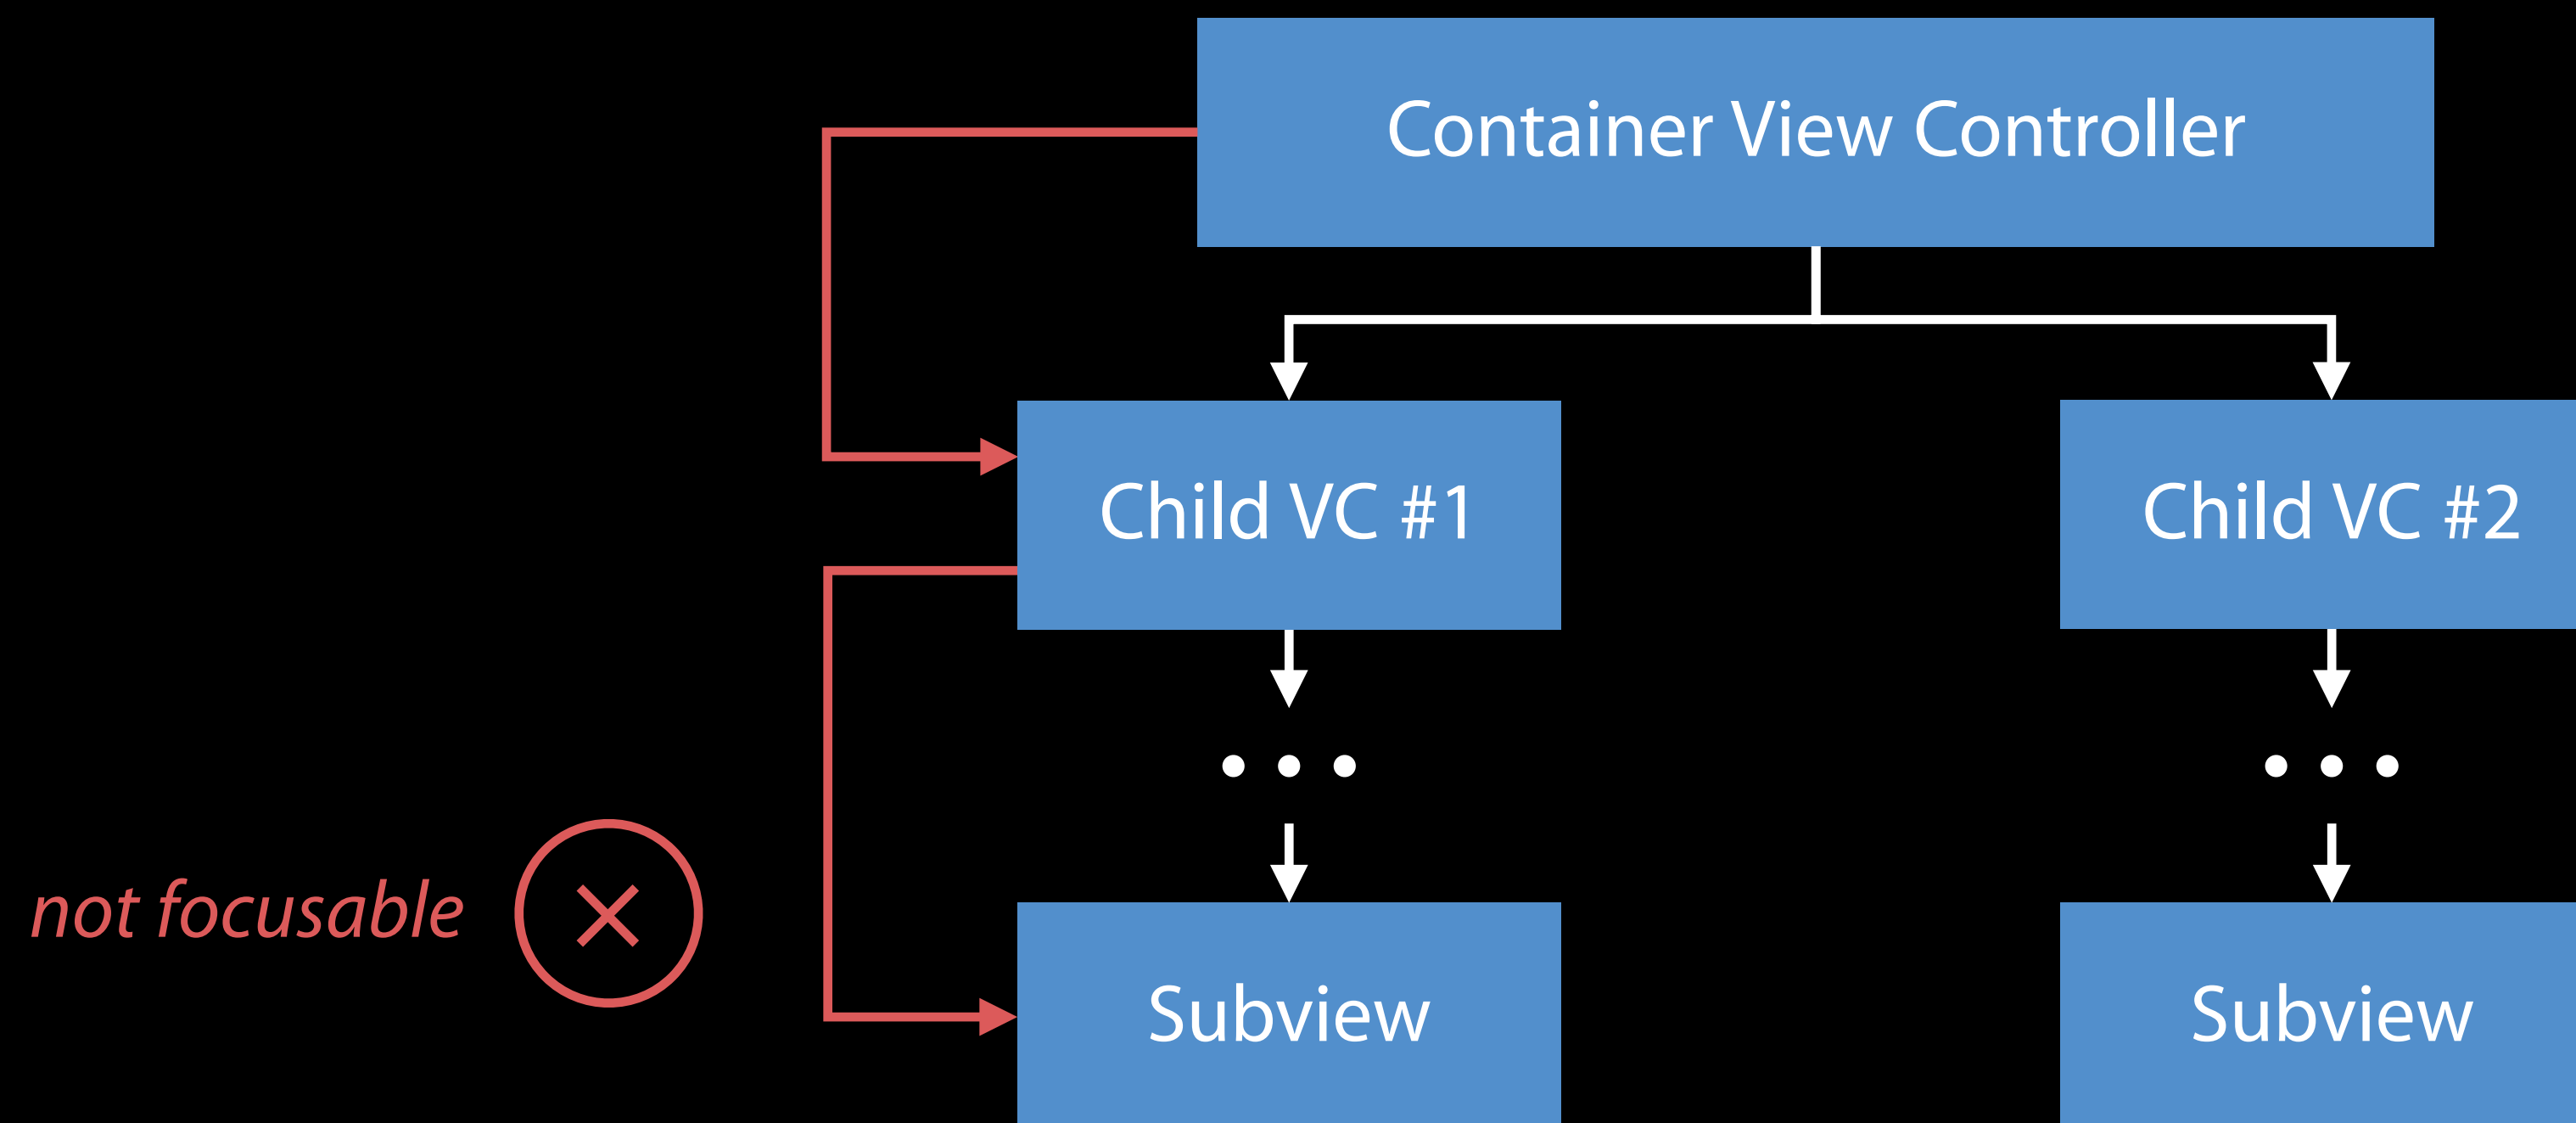 Container View Controller
Child VC #1
Child VC #2
not focusable
Subview
Subview